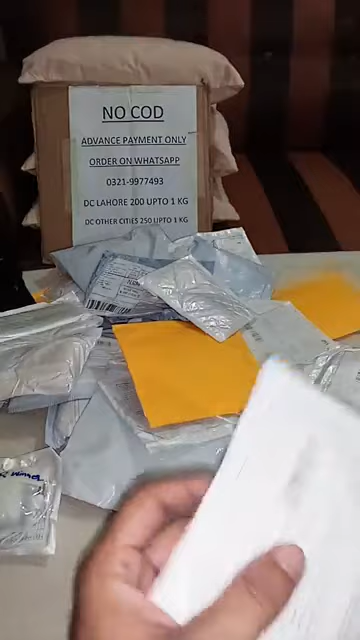 NO COD
ADVANCE PAYMENT ONLY
ORDER ON WHATSAPP
0321-9977493
DC LAHORE 200 UPTO 1 KG
DC OTHER CITIES 250 UPTO 1 KG